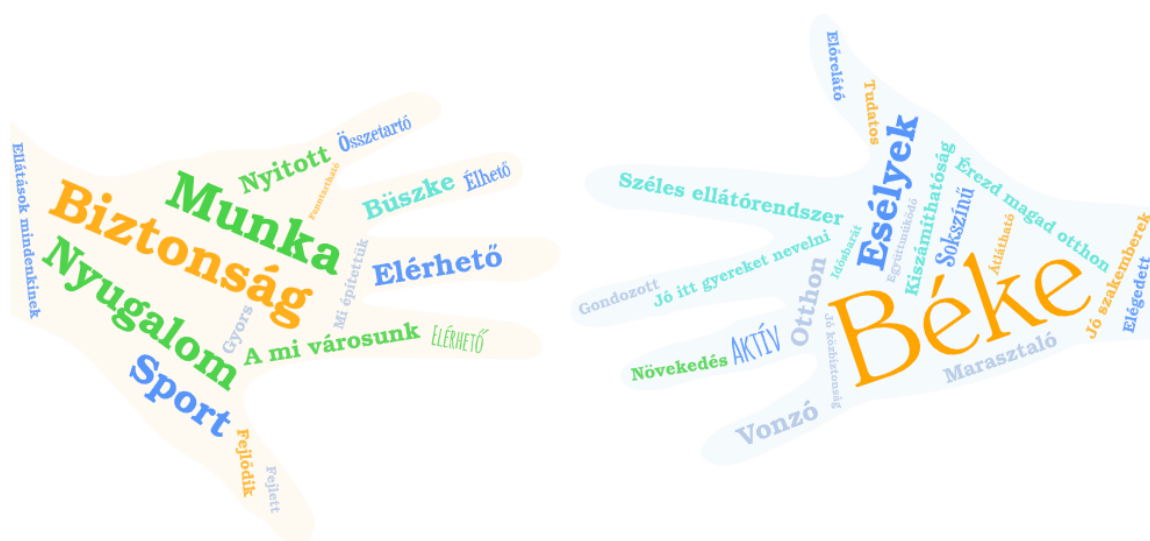 Ellátások mindenkinek
Biztonság
Munka
Nyugalom
Sport
Nyitott
Összetartó
Fenntartható
Büszke
Élhető
Mi építettük
Elérhető
Gyors
A mi városunk
Elérhető
Fejlődik
Fejlett
Előrelátó
Tudatos
Esélyek
Széles ellátórendszer
Idősbarát
Együttműködő
Kiszámíthatóság
Sokszínű
Érezd magad otthon
Átlátható
Jó szakemberek
Elégedett
Gondozott
Jó itt gyereket nevelni
Otthon
Béke
Növekedés
AKTÍV
Jó közbiztonság
Marasztaló
Vonzó